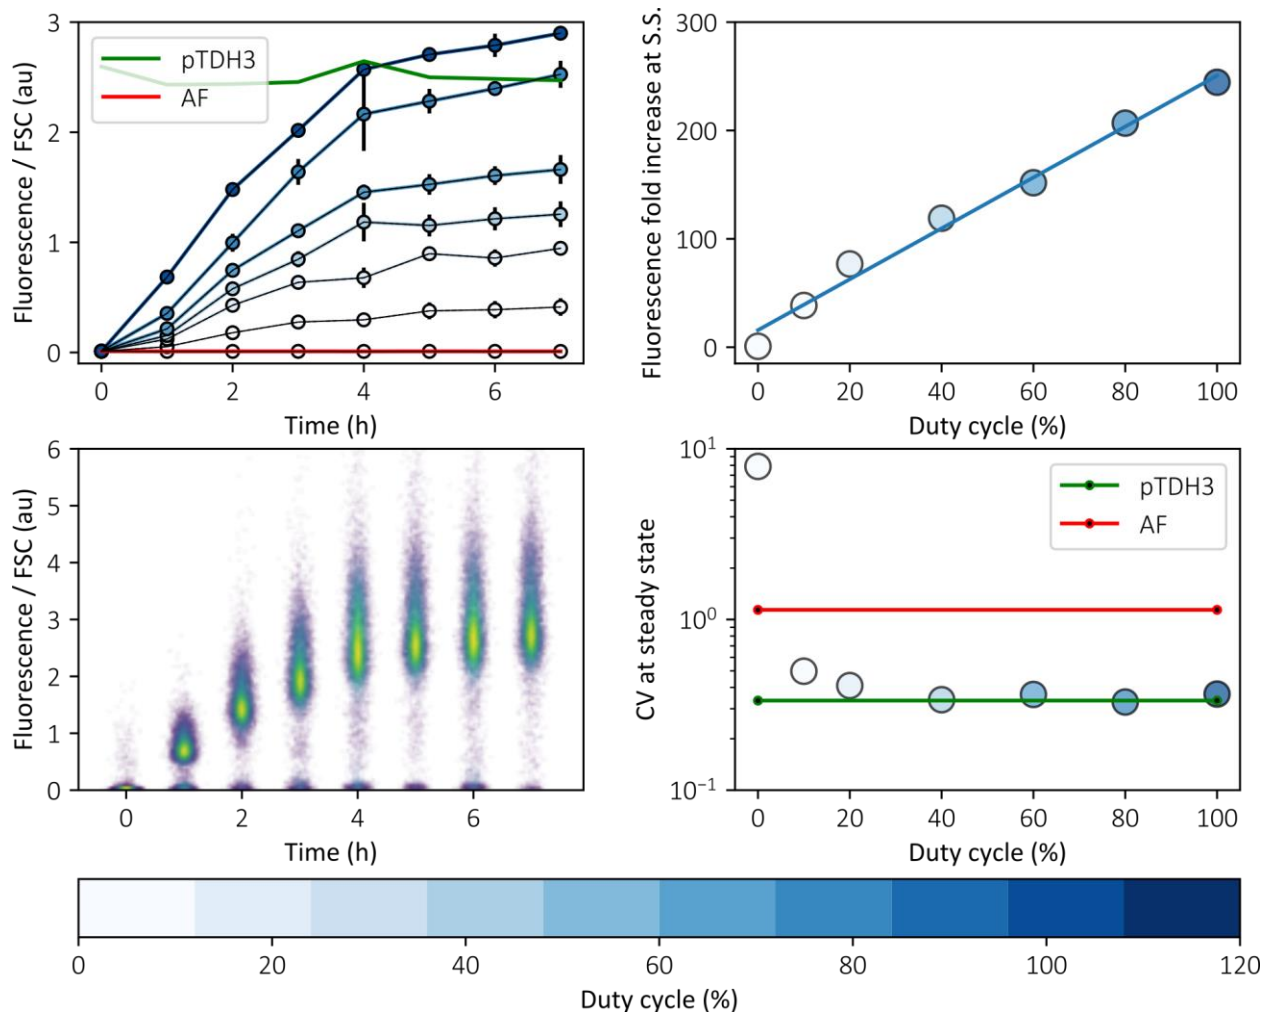 Fluorescence / FSC (au)
3
2
1
0
pTDH3
AF
0 2 4 6
Time (h)
Fluorescence fold increase at S.S.
300
200
100
0
0 20 40 60 80 100
Duty cycle (%)
Fluorescence / FSC (au)
6
5
4
3
2
1
0
0 2 4 6
Time (h)
CV at steady state
10¹
10⁰
10⁻¹
pTDH3
AF
0 20 40 60 80 100
Duty cycle (%)
0 20 40 60 80 100 120
Duty cycle (%)